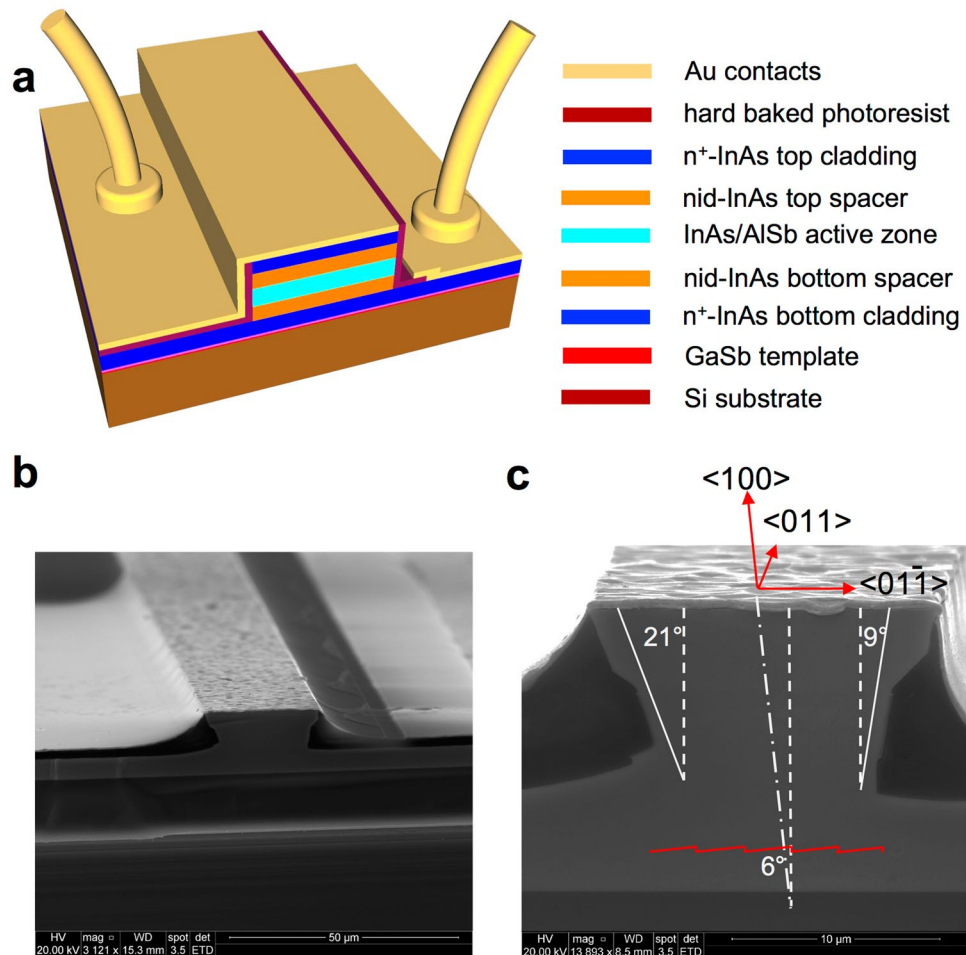 a
Au contacts
hard baked photoresist
n⁺-InAs top cladding
nid-InAs top spacer
InAs/AlSb active zone
nid-InAs bottom spacer
n⁺-InAs bottom cladding
GaSb template
Si substrate
b
HV mag □ WD spot det
20.00 kV 3 121 x 15.3 mm 3.5 ETD
50 µm
c
<100>
<011>
<011̄>
21°
9°
6°
HV mag □ WD spot det
20.00 kV 13 893 x 8.5 mm 3.5 ETD
10 µm